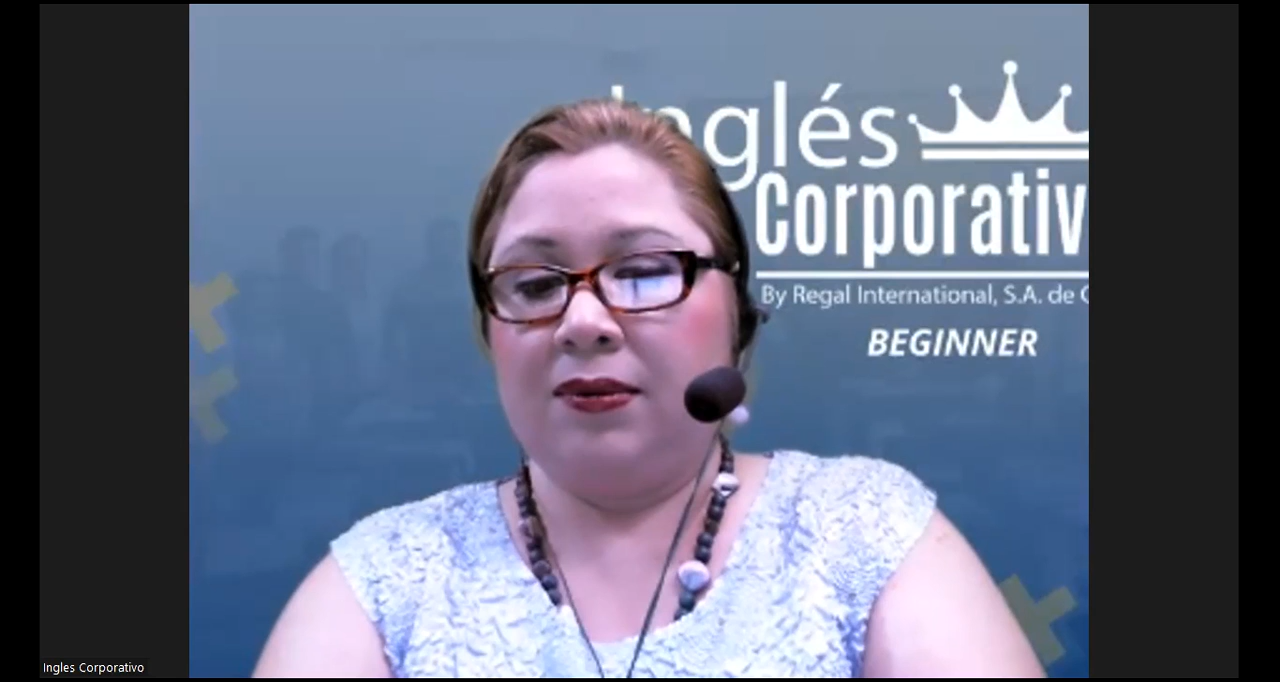 Inglés
Corporativ
By Regal International, S.A. de C
BEGINNER
Ingles Corporativo